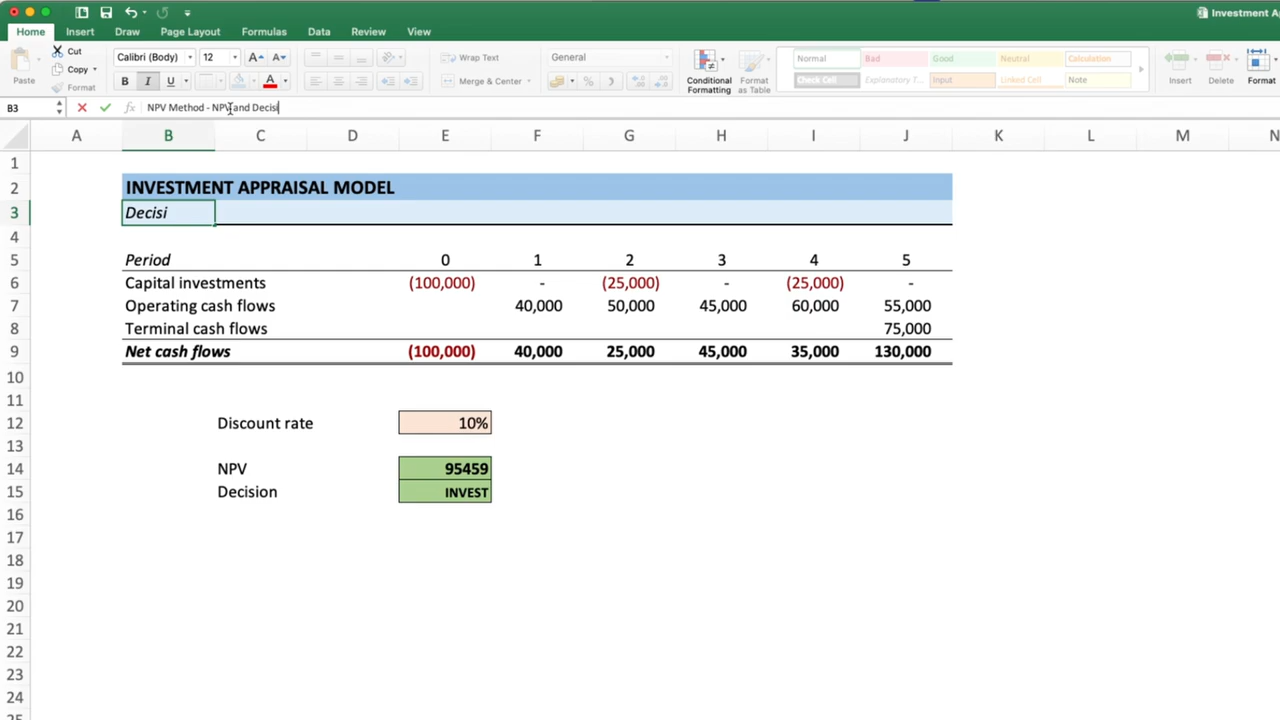 Investment Ap
Home Insert Draw Page Layout Formulas Data Review View
Paste Cut Copy Format
Calibri (Body) 12 A A
B I U A
Wrap Text
Merge & Center
General
%
Conditional Formatting
Format as Table
Normal Bad Good Neutral Calculation
Check Cell Explanatory T... Input Linked Cell Note
Insert Delete Format
B3 fx NPV Method - NPV and Decisi
A B C D E F G H I J K L M N
1
2 INVESTMENT APPRAISAL MODEL
3 Decisi
4
5 Period 0 1 2 3 4 5
6 Capital investments (100,000) - (25,000) - (25,000) -
7 Operating cash flows 40,000 50,000 45,000 60,000 55,000
8 Terminal cash flows 75,000
9 Net cash flows (100,000) 40,000 25,000 45,000 35,000 130,000
10
11
12 Discount rate 10%
13
14 NPV 95459
15 Decision INVEST
16
17
18
19
20
21
22
23
24
25